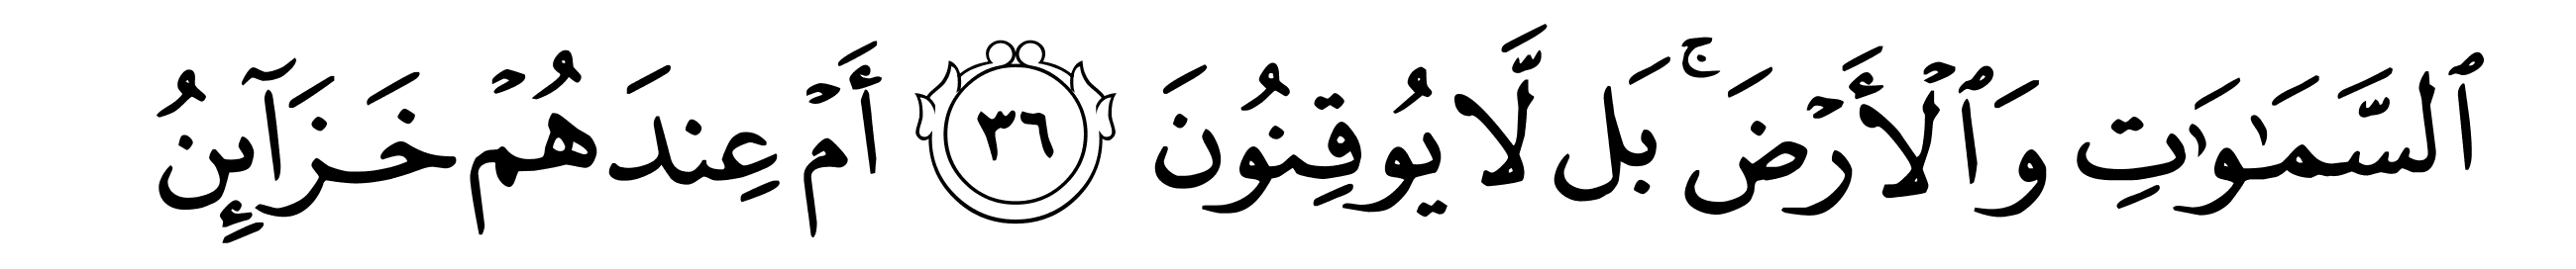 ٱلسَّمَـٰوَٰتِ وَٱلْأَرْضَ ۚ بَل لَّا يُوقِنُونَ ٣٦ أَمْ عِندَهُمْ خَزَآئِنُ